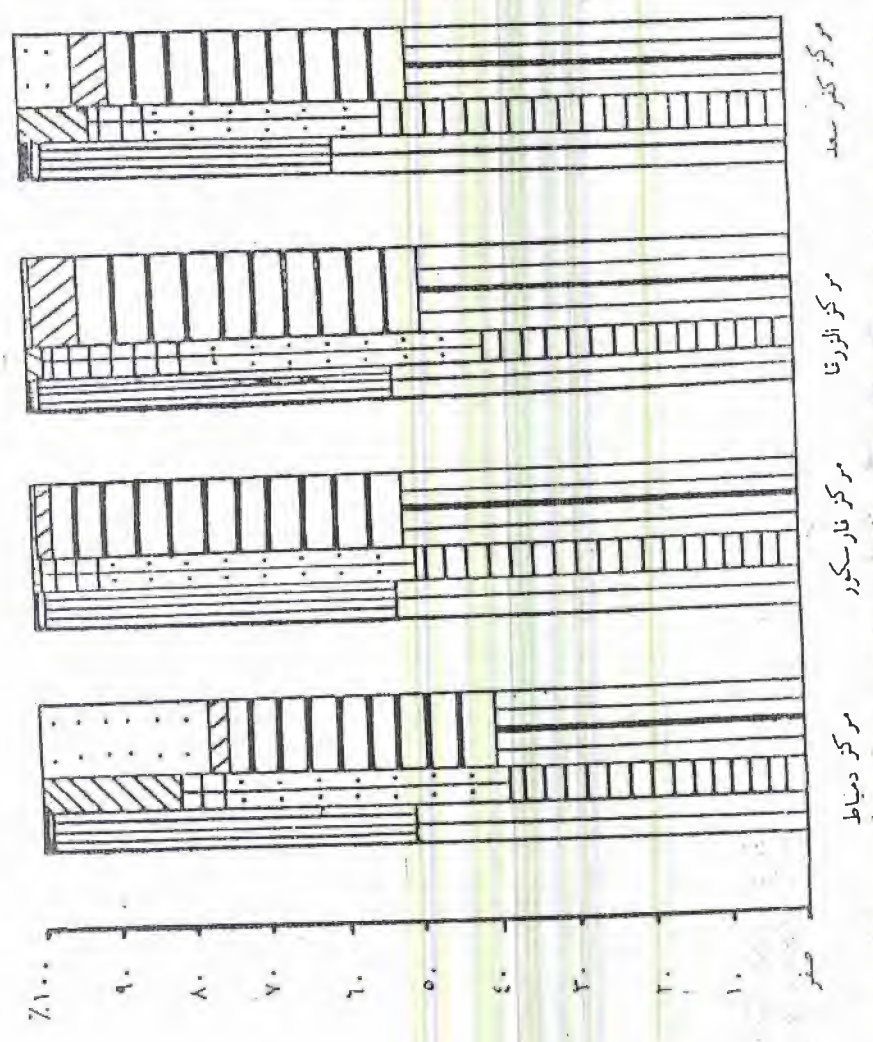 ٪١٠٠
٩٠
٨٠
٧٠
٦٠
٥٠
٤٠
٣٠
٢٠
١٠
صفر
مركز دمياط
مركز فارسكور
مركز الزرقا
مركز كفر سعد